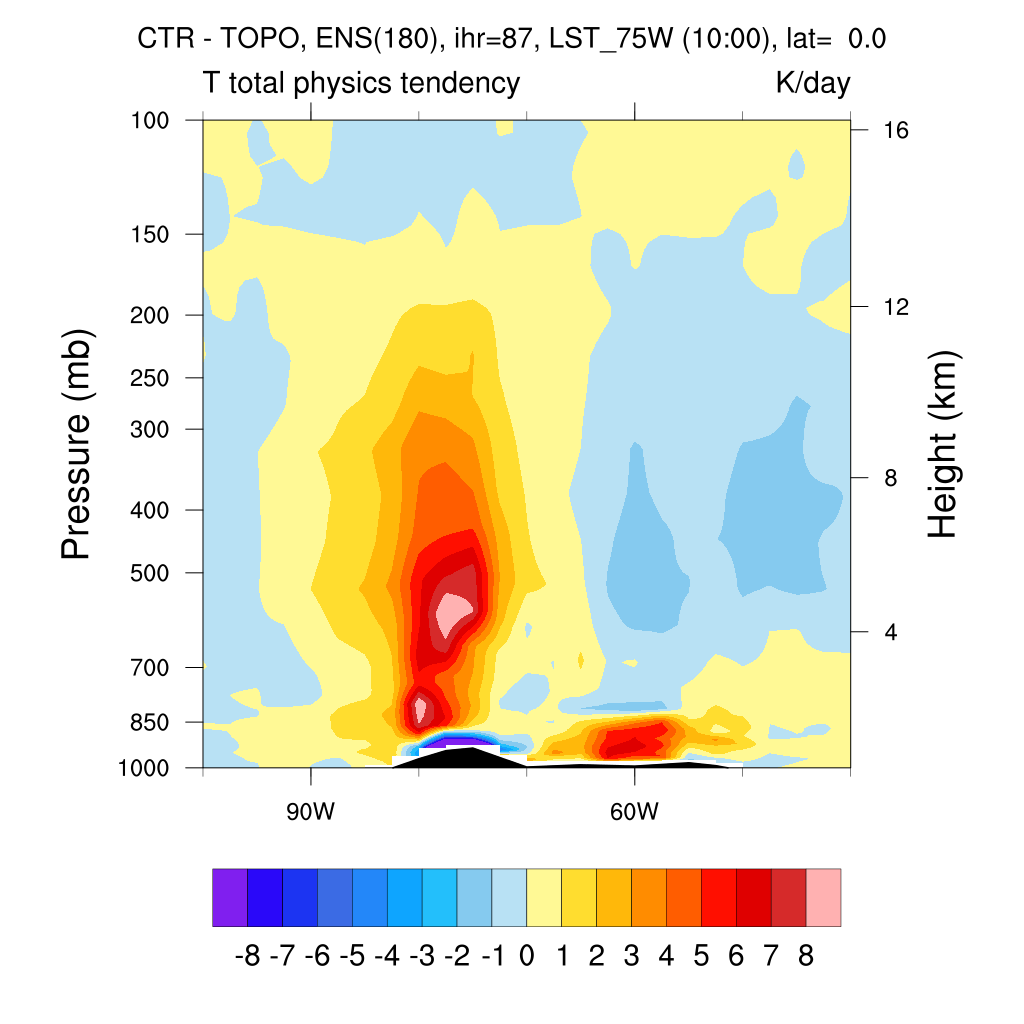 CTR - TOPO, ENS(180), ihr=87, LST_75W (10:00), lat=  0.0
T total physics tendency K/day
100
150
200
250
300
400
500
700
850
1000
Pressure (mb)
16
12
8
4
Height (km)
90W 60W
-8 -7 -6 -5 -4 -3 -2 -1 0 1 2 3 4 5 6 7 8